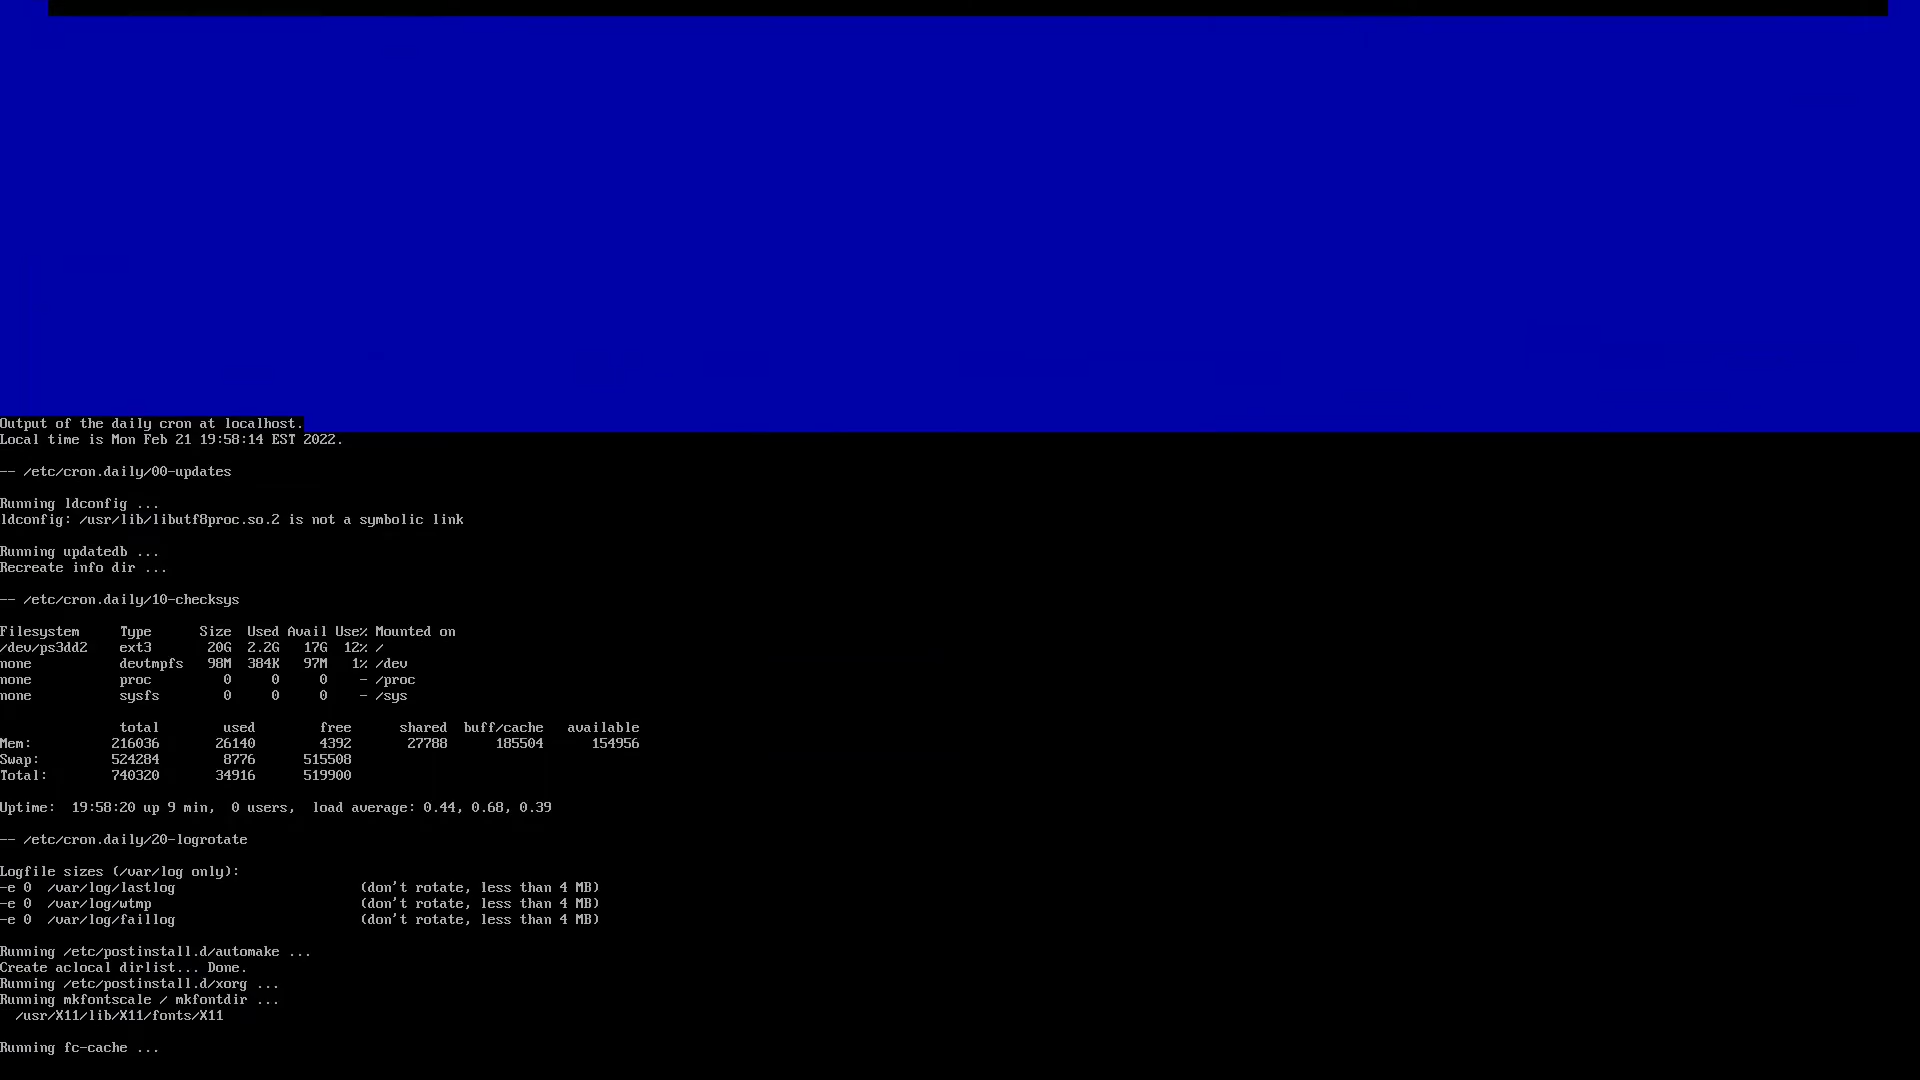 Output of the daily cron at localhost.
Local time is Mon Feb 21 19:58:14 EST 2022.
-- /etc/cron.daily/00-updates
Running ldconfig ...
ldconfig: /usr/lib/libutf8proc.so.2 is not a symbolic link
Running updatedb ...
Recreate info dir ...
-- /etc/cron.daily/10-checksys
Filesystem     Type      Size  Used Avail Use% Mounted on
/dev/ps3dd2    ext3       20G  2.2G   17G  12% /
none           devtmpfs   98M  384K   97M   1% /dev
none           proc         0     0     0    - /proc
none           sysfs        0     0     0    - /sys
               total        used        free      shared  buff/cache   available
Mem:          216036       26140        4392       27788      185504      154956
Swap:         524284        8776      515508
Total:        740320       34916      519900
Uptime:  19:58:20 up 9 min,  0 users,  load average: 0.44, 0.68, 0.39
-- /etc/cron.daily/20-logrotate
Logfile sizes (/var/log only):
-e 0  /var/log/lastlog                       (don't rotate, less than 4 MB)
-e 0  /var/log/wtmp                          (don't rotate, less than 4 MB)
-e 0  /var/log/faillog                       (don't rotate, less than 4 MB)
Running /etc/postinstall.d/automake ...
Create aclocal dirlist... Done.
Running /etc/postinstall.d/xorg ...
Running mkfontscale / mkfontdir ...
  /usr/X11/lib/X11/fonts/X11
Running fc-cache ...